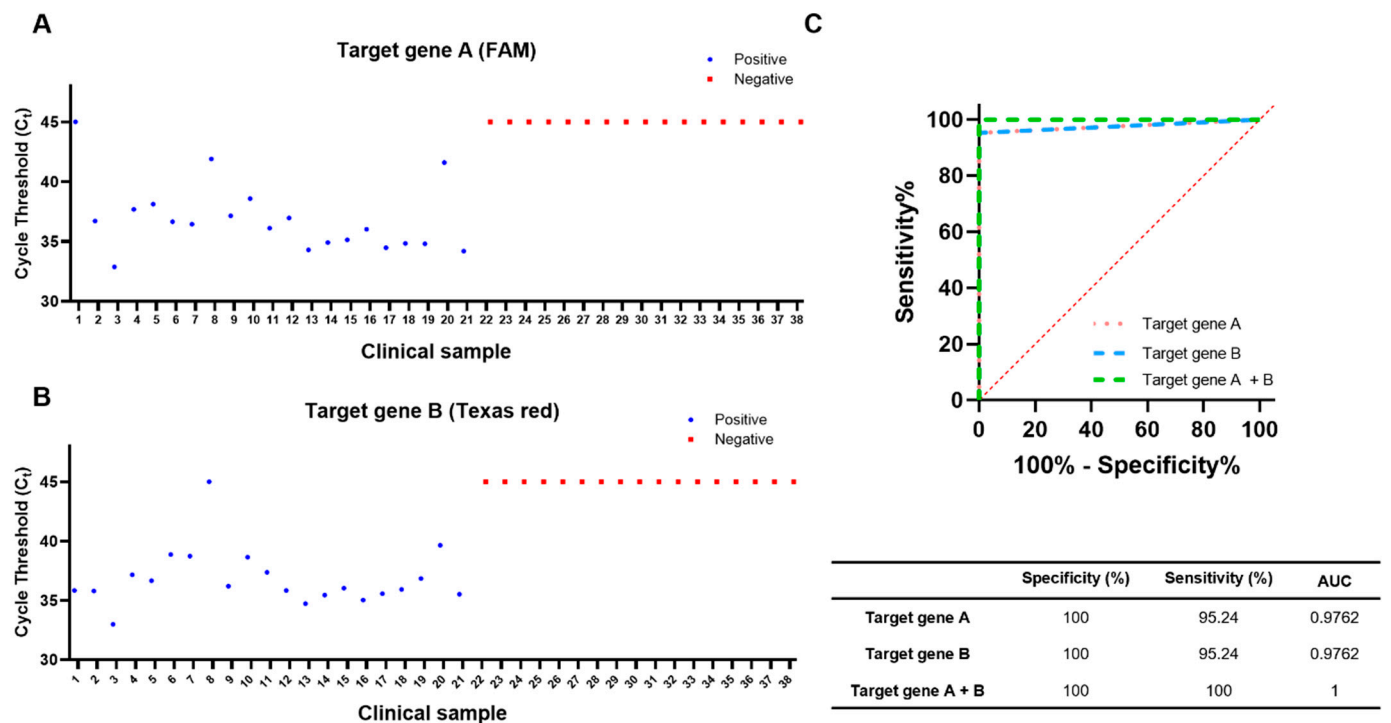 A
Target gene A (FAM)
Positive
Negative
Cycle Threshold (Ct)
45
40
35
30
1 2 3 4 5 6 7 8 9 10 11 12 13 14 15 16 17 18 19 20 21 22 23 24 25 26 27 28 29 30 31 32 33 34 35 36 37 38
Clinical sample
B
Target gene B (Texas red)
Positive
Negative
Cycle Threshold (Ct)
45
40
35
30
1 2 3 4 5 6 7 8 9 10 11 12 13 14 15 16 17 18 19 20 21 22 23 24 25 26 27 28 29 30 31 32 33 34 35 36 37 38
Clinical sample
C
Sensitivity%
100
80
60
40
20
0
Target gene A
Target gene B
Target gene A + B
0 20 40 60 80 100
100% - Specificity%
Specificity (%) Sensitivity (%) AUC
Target gene A 100 95.24 0.9762
Target gene B 100 95.24 0.9762
Target gene A + B 100 100 1